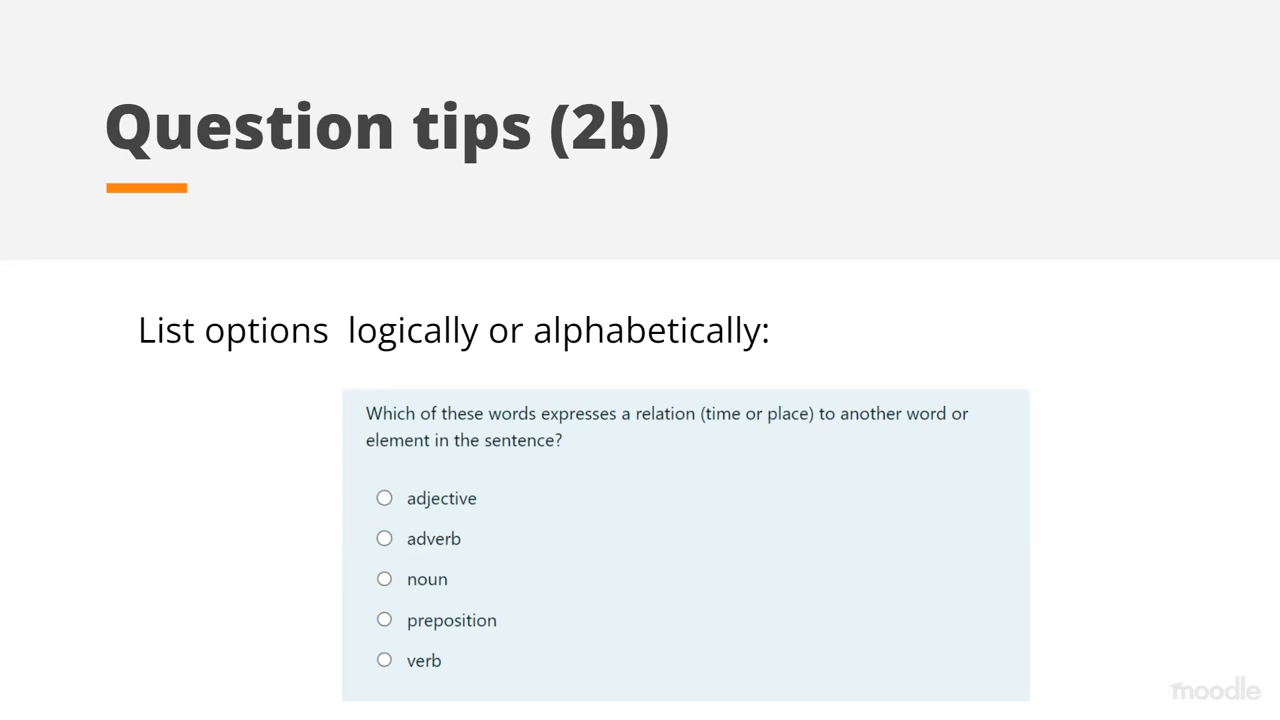 Question tips (2b)
List options  logically or alphabetically:
Which of these words expresses a relation (time or place) to another word or
element in the sentence?
adjective
adverb
noun
preposition
verb
moodle